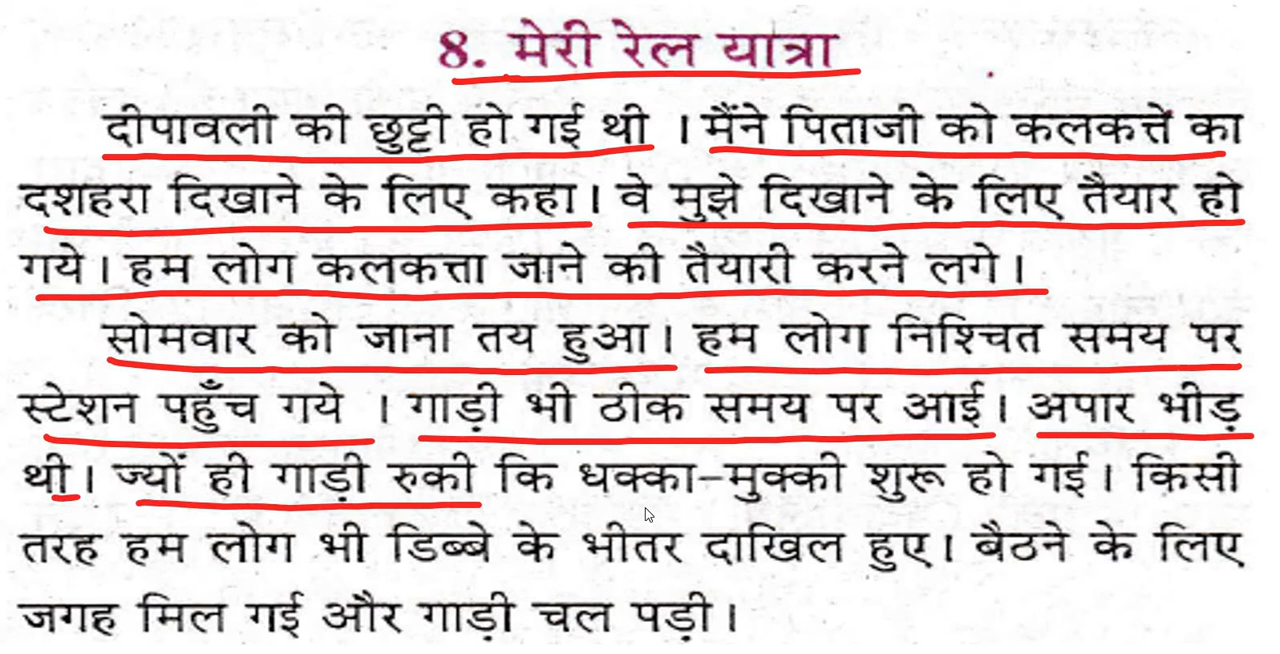 8. मेरी रेल यात्रा
दीपावली की छुट्टी हो गई थी । मैंने पिताजी को कलकत्ते का
दशहरा दिखाने के लिए कहा। वे मुझे दिखाने के लिए तैयार हो
गये। हम लोग कलकत्ता जाने की तैयारी करने लगे।
सोमवार को जाना तय हुआ। हम लोग निश्चित समय पर
स्टेशन पहुँच गये । गाड़ी भी ठीक समय पर आई। अपार भीड़
थी। ज्यों ही गाड़ी रुकी कि धक्का-मुक्की शुरू हो गई। किसी
तरह हम लोग भी डिब्बे के भीतर दाखिल हुए। बैठने के लिए
जगह मिल गई और गाड़ी चल पड़ी।